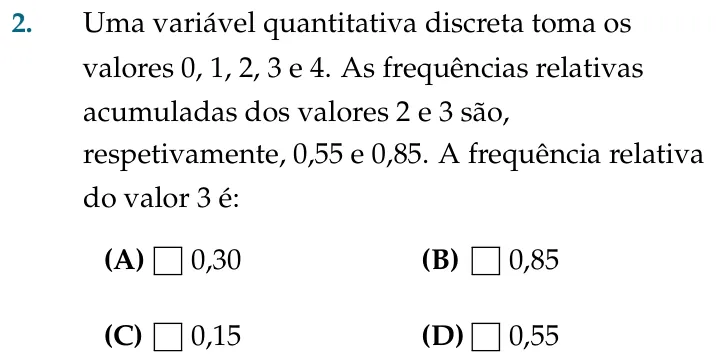 2. Uma variável quantitativa discreta toma os
valores 0, 1, 2, 3 e 4. As frequências relativas
acumuladas dos valores 2 e 3 são,
respetivamente, 0,55 e 0,85. A frequência relativa
do valor 3 é:
(A) □ 0,30 (B) □ 0,85
(C) □ 0,15 (D) □ 0,55